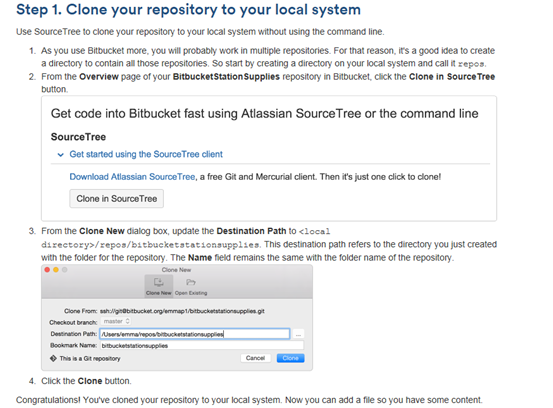 Step 1. Clone your repository to your local system
Use SourceTree to clone your repository to your local system without using the command line.
1. As you use Bitbucket more, you will probably work in multiple repositories. For that reason, it's a good idea to create
a directory to contain all those repositories. So start by creating a directory on your local system and call it repos.
2. From the Overview page of your BitbucketStationSupplies repository in Bitbucket, click the Clone in SourceTree
button.
Get code into Bitbucket fast using Atlassian SourceTree or the command line
SourceTree
Get started using the SourceTree client
Download Atlassian SourceTree, a free Git and Mercurial client. Then it's just one click to clone!
Clone in SourceTree
3. From the Clone New dialog box, update the Destination Path to <local
directory>/repos/bitbucketstationsupplies. This destination path refers to the directory you just created
with the folder for the repository. The Name field remains the same with the folder name of the repository.
Clone New
Clone New Open Existing
Clone From: ssh://git@bitbucket.org/emmap1/bitbucketstationsupplies.git
Checkout branch: master
Destination Path: /Users/emma/repos/bitbucketstationsupplies
...
Bookmark Name: bitbucketstationsupplies
This is a Git repository
Cancel
Clone
4. Click the Clone button.
Congratulations! You've cloned your repository to your local system. Now you can add a file so you have some content.